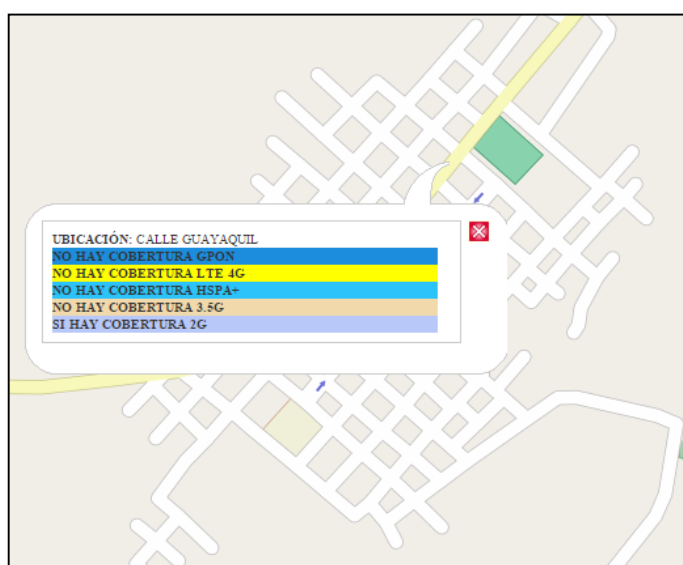 UBICACIÓN: CALLE GUAYAQUIL
NO HAY COBERTURA GPON
NO HAY COBERTURA LTE 4G
NO HAY COBERTURA HSPA+
NO HAY COBERTURA 3.5G
SI HAY COBERTURA 2G